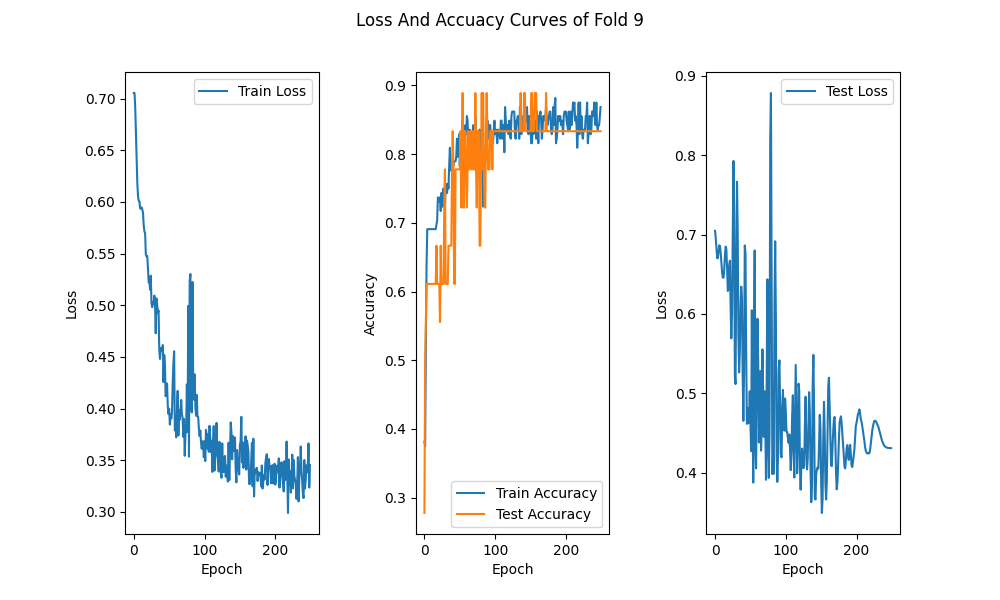 Loss And Accuacy Curves of Fold 9
Train Loss
0.70
0.65
0.60
0.55
0.50
0.45
0.40
0.35
0.30
Loss
0
100
200
Epoch
0.9
0.8
0.7
0.6
0.5
0.4
0.3
Accuracy
Train Accuracy
Test Accuracy
0
100
200
Epoch
Test Loss
0.9
0.8
0.7
0.6
0.5
0.4
Loss
0
100
200
Epoch